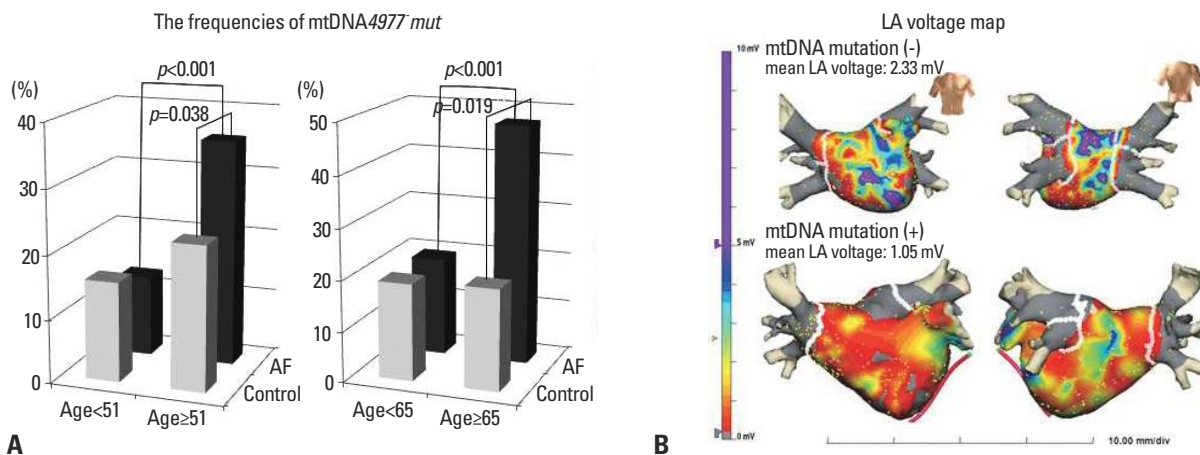 The frequencies of mtDNA4977-mut
(%)
p<0.001
p=0.038
40
30
20
10
0
Age<51
Age≥51
AF
Control
(%)
p<0.001
p=0.019
50
40
30
20
10
0
Age<65
Age≥65
AF
Control
A
LA voltage map
10 mV
5 mV
0 mV
mtDNA mutation (-)
mean LA voltage: 2.33 mV
mtDNA mutation (+)
mean LA voltage: 1.05 mV
10.00 mm/div
B